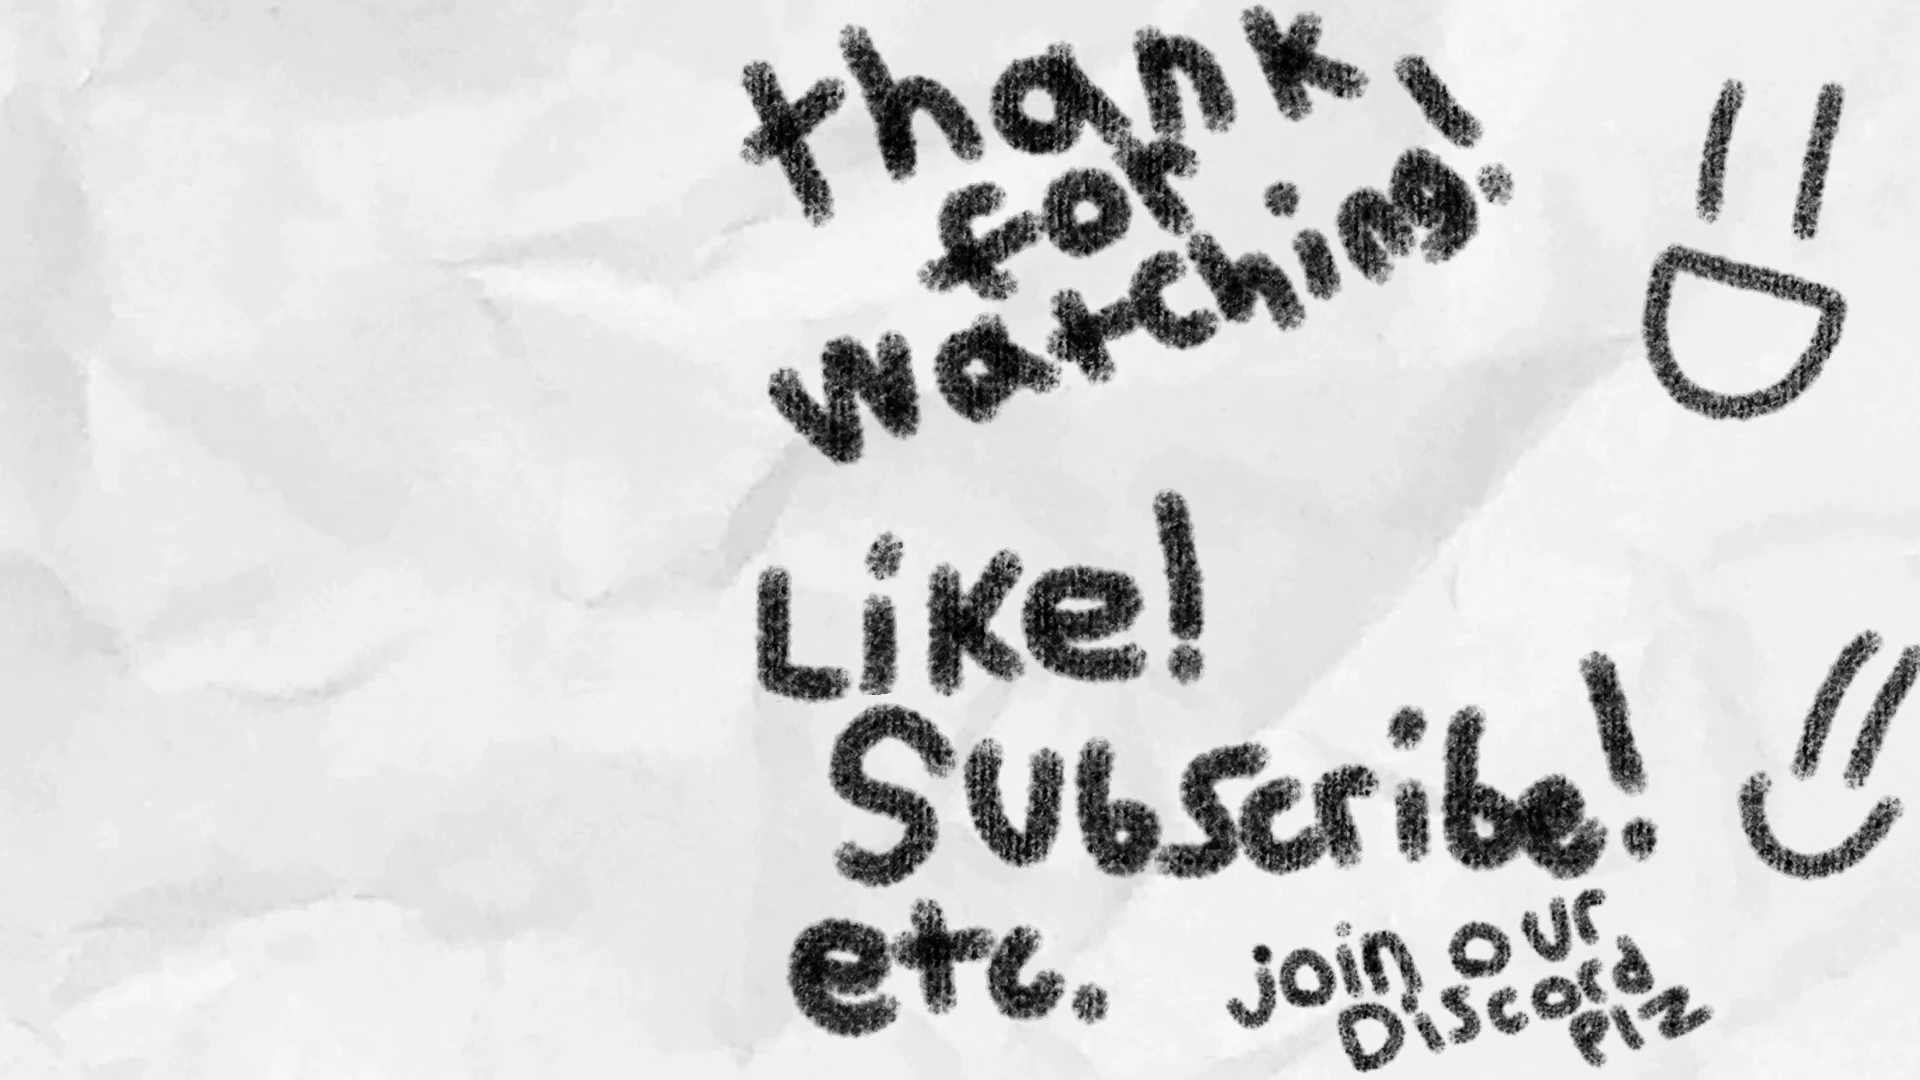 thank
for
watching!
Like!
Subscribe!
etc.
join our
Discord
plz